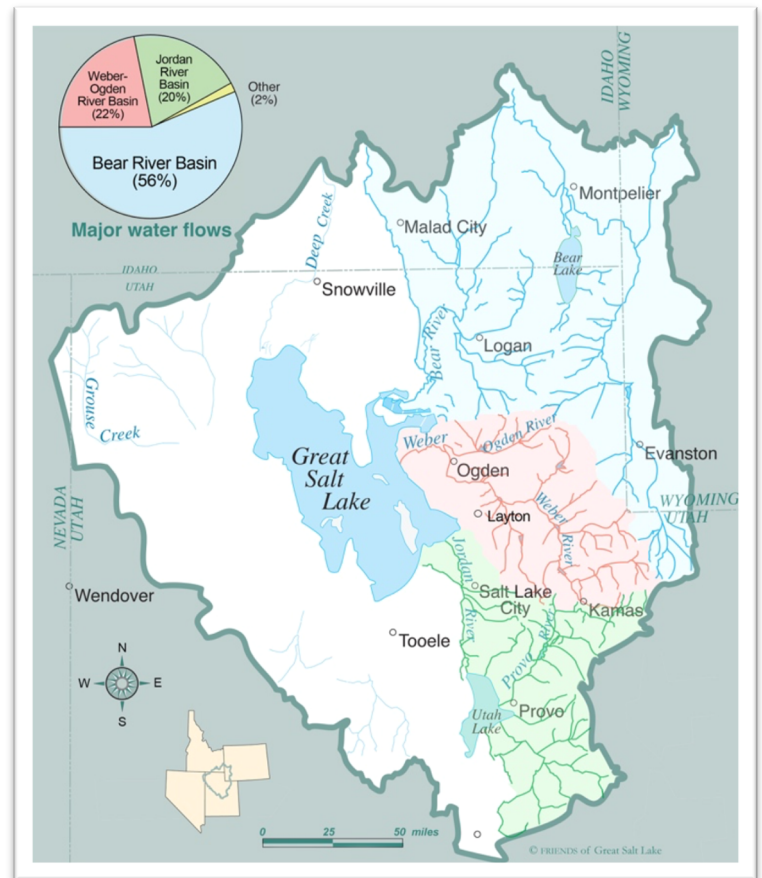 Weber-
Ogden
River Basin
(22%)
Jordan
River
Basin
(20%)
Other
(2%)
Bear River Basin
(56%)
Major water flows
IDAHO
WYOMING
Montpelier
Malad City
Deep Creek
Bear
Lake
IDAHO
UTAH
Snowville
Bear River
Logan
Grouse
Creek
Weber
Ogden River
Great
Salt
Lake
Ogden
Evanston
Layton
Weber
River
WYOMING
UTAH
NEVADA
UTAH
Jordan
River
Wendover
Salt Lake
City
Kamas
Tooele
Provo River
Utah
Lake
Provo
N
W
E
S
0 25 50 miles
© FRIENDS of Great Salt Lake